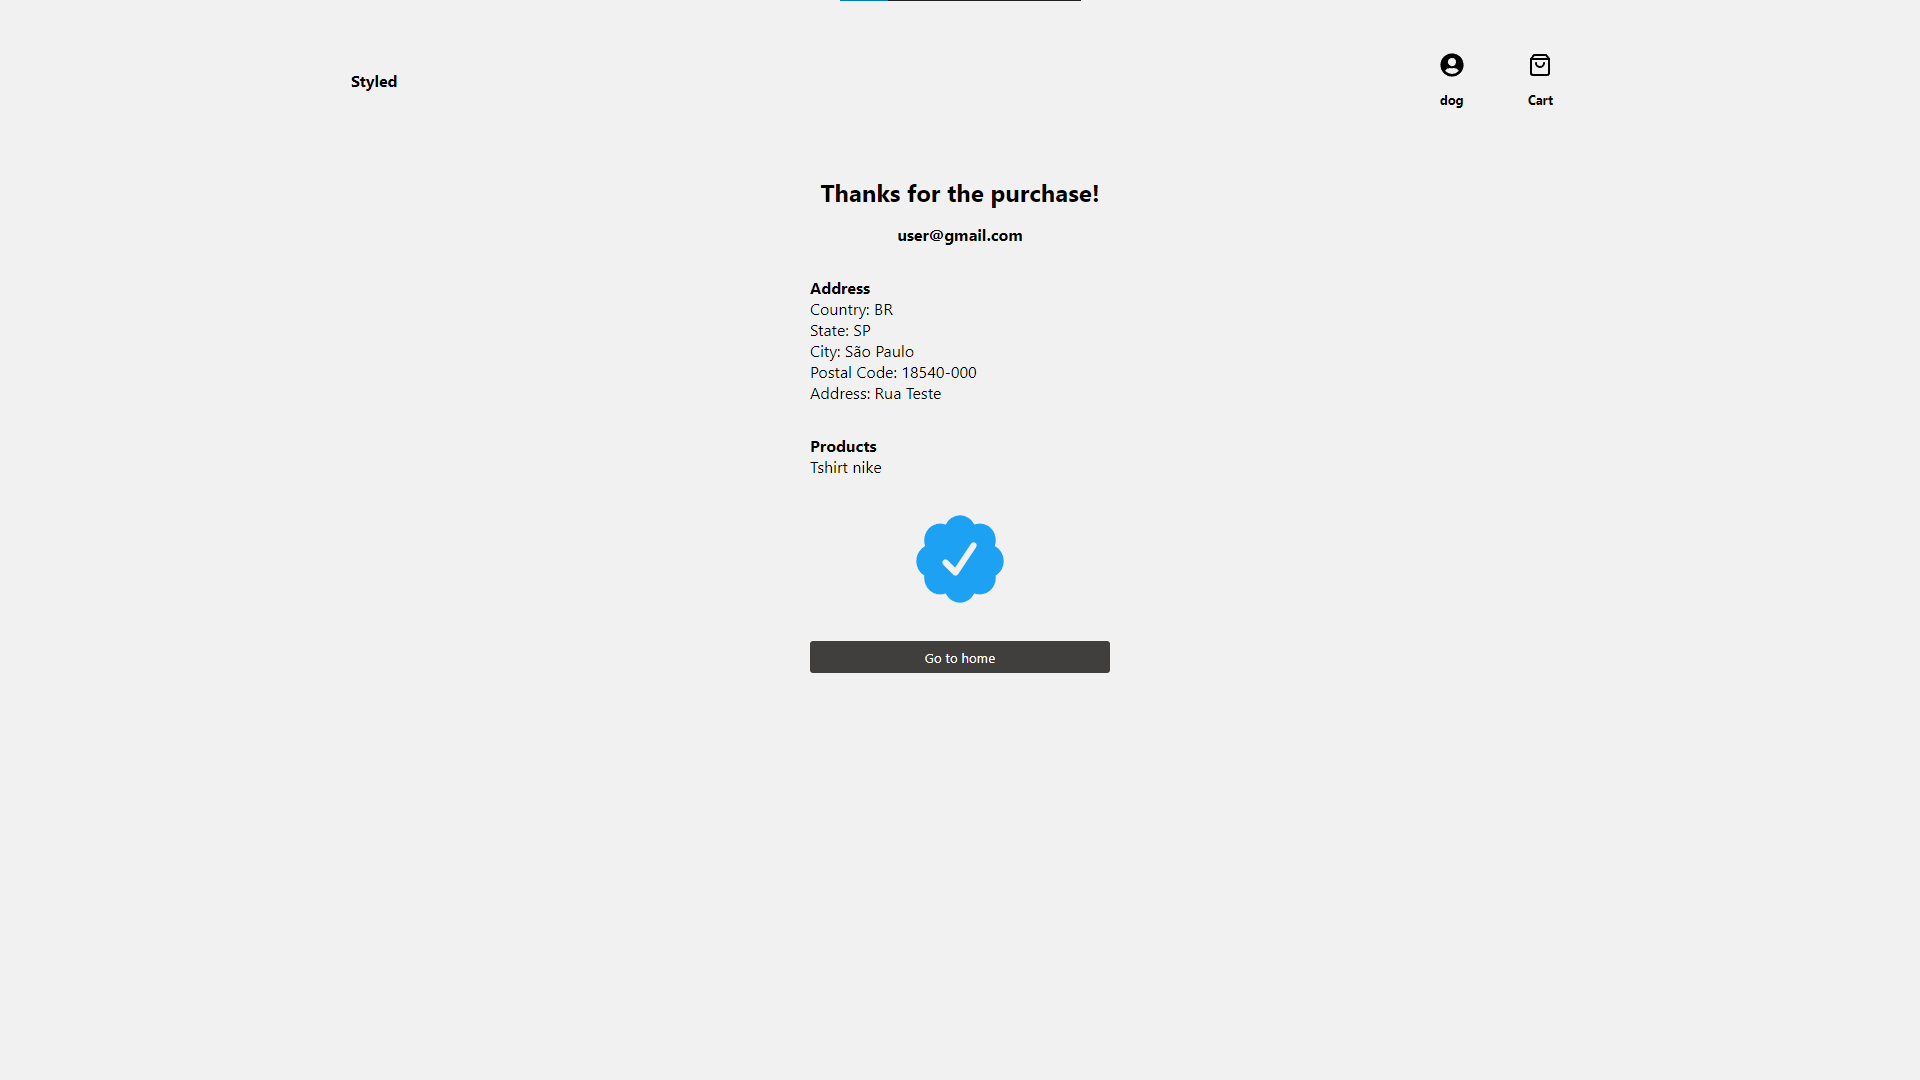 Styled
dog
Cart
Thanks for the purchase!
user@gmail.com
Address
Country: BR
State: SP
City: São Paulo
Postal Code: 18540-000
Address: Rua Teste
Products
Tshirt nike
Go to home